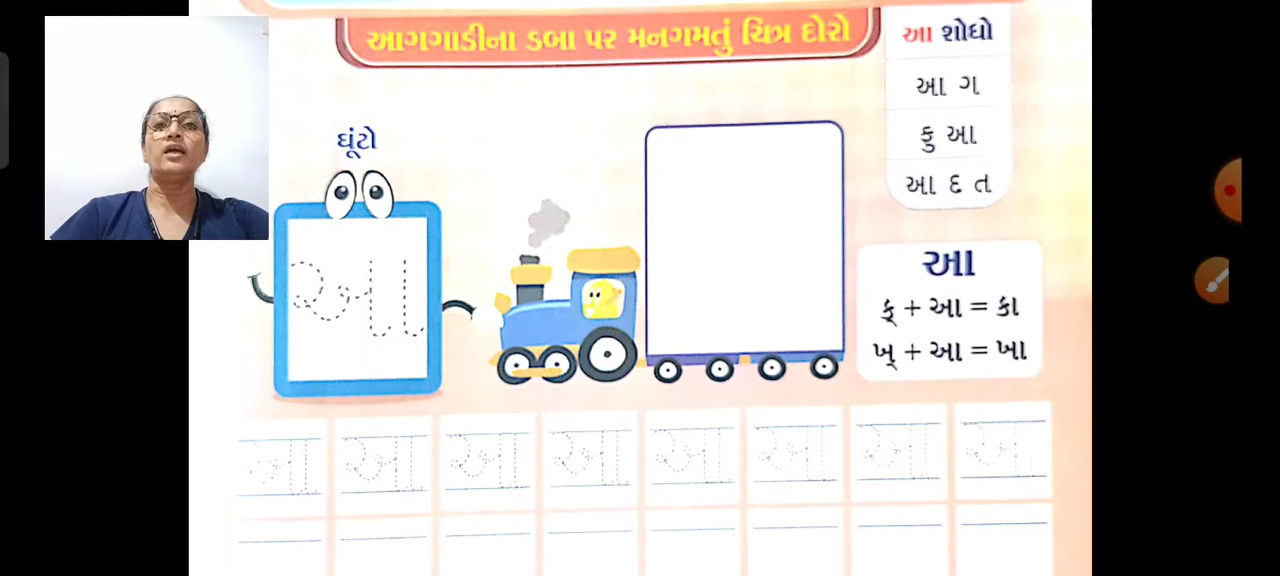 આગગાડીના ડબા પર મનગમતું ચિત્ર દોરો
આ શોધો
આ ગ
કુ આ
આ દ ત
ઘૂંટો
આ
આ
ક્ + આ = કા
ખ્ + આ = ખા
આ આ આ આ આ આ આ આ